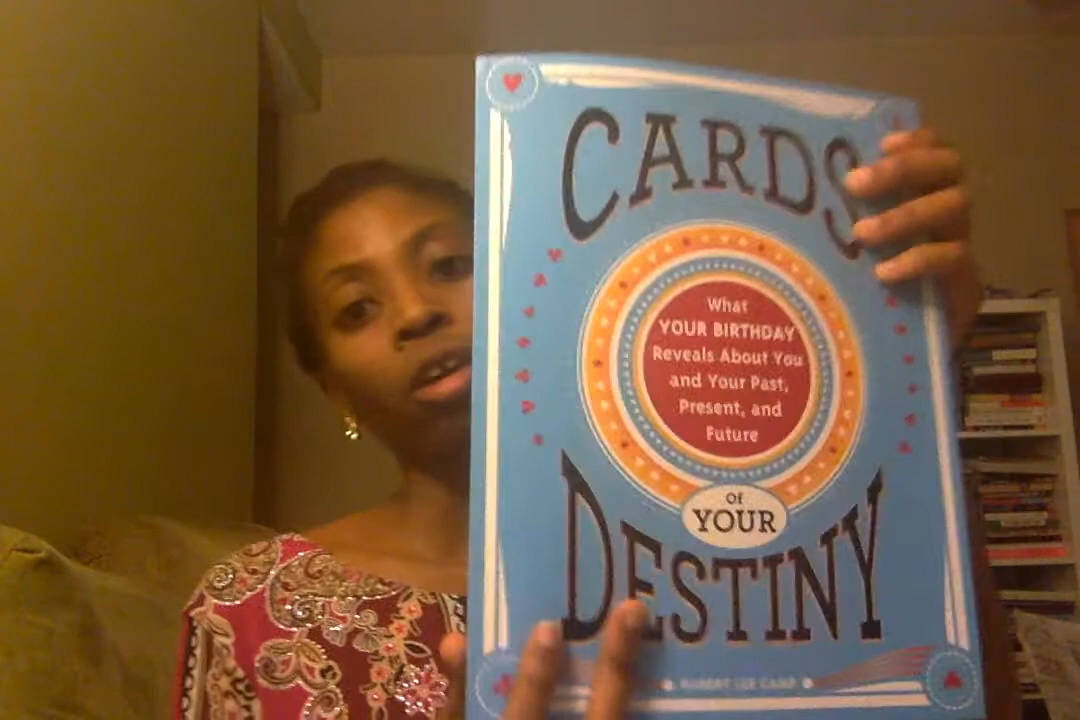 CARDS
What
YOUR BIRTHDAY
Reveals About You
and Your Past,
Present, and
Future
OF
YOUR
DESTINY
ROBERT LEE CAMP